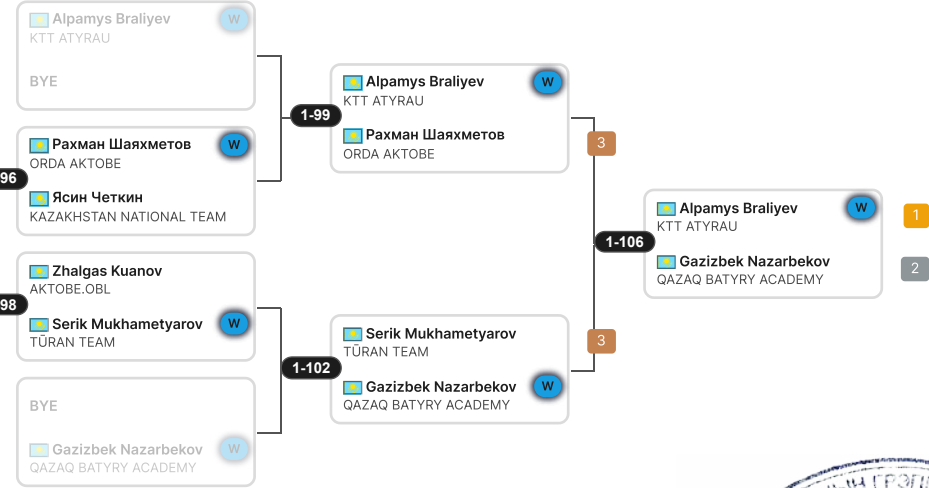 Alpamys Braliyev W
KTT ATYRAU
BYE
96
Рахман Шаяхметов W
ORDA AKTOBE
Ясин Четкин
KAZAKHSTAN NATIONAL TEAM
98
Zhalgas Kuanov
AKTOBE.OBL
Serik Mukhametyarov W
TŪRAN TEAM
BYE
Gazizbek Nazarbekov W
QAZAQ BATYRY ACADEMY
1-99
Alpamys Braliyev W
KTT ATYRAU
Рахман Шаяхметов
ORDA AKTOBE
3
1-102
Serik Mukhametyarov
TŪRAN TEAM
Gazizbek Nazarbekov W
QAZAQ BATYRY ACADEMY
3
1-106
Alpamys Braliyev W
KTT ATYRAU
Gazizbek Nazarbekov
QAZAQ BATYRY ACADEMY
1
2